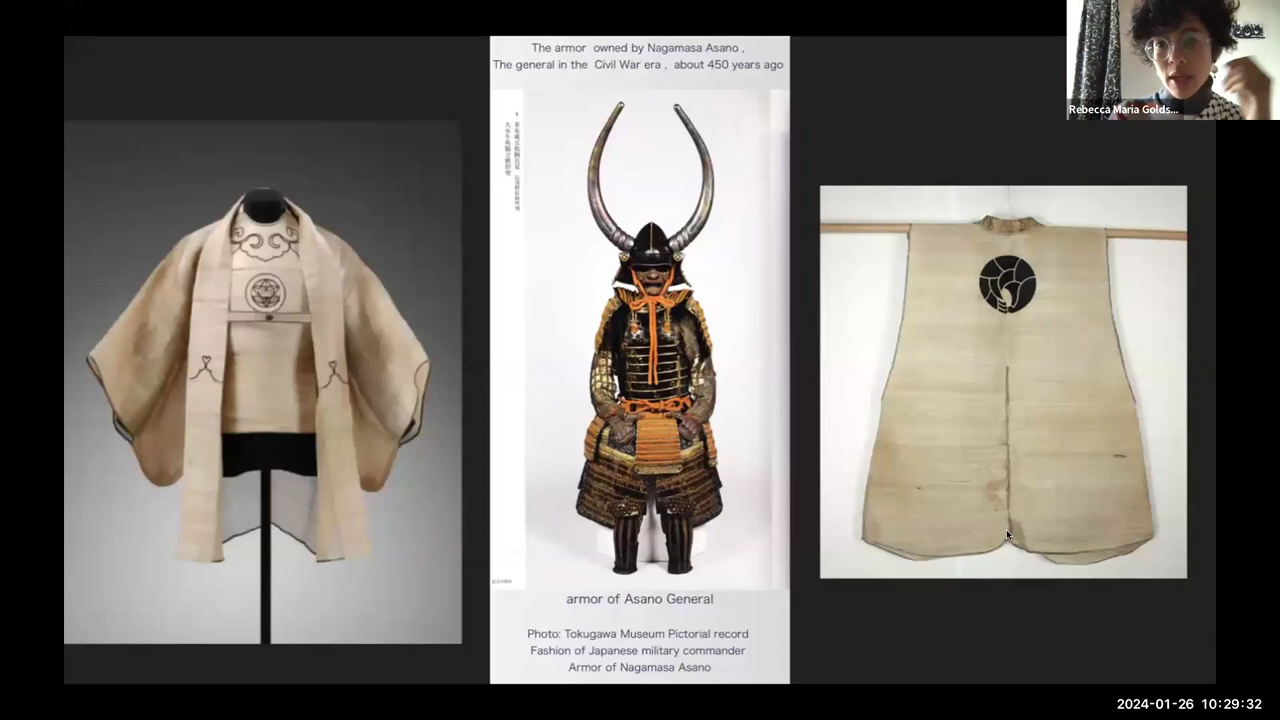 The armor owned by Nagamasa Asano ,
The general in the Civil War era , about 450 years ago
armor of Asano General
Photo: Tokugawa Museum Pictorial record
Fashion of Japanese military commander
Armor of Nagamasa Asano
Rebecca Maria Golds...
2024-01-26 10:29:32